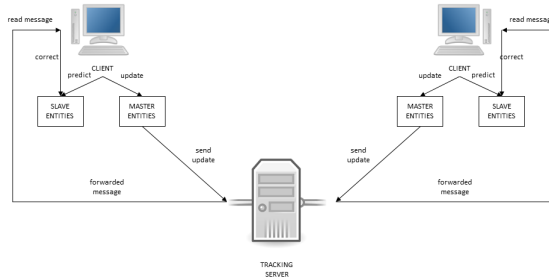 read message
correct
CLIENT
predict
update
SLAVE
ENTITIES
MASTER
ENTITIES
send
update
forwarded
message
TRACKING
SERVER
read messag
correct
CLIENT
update
predict
MASTER
ENTITIES
SLAVE
ENTITIES
send
update
forwarded
message